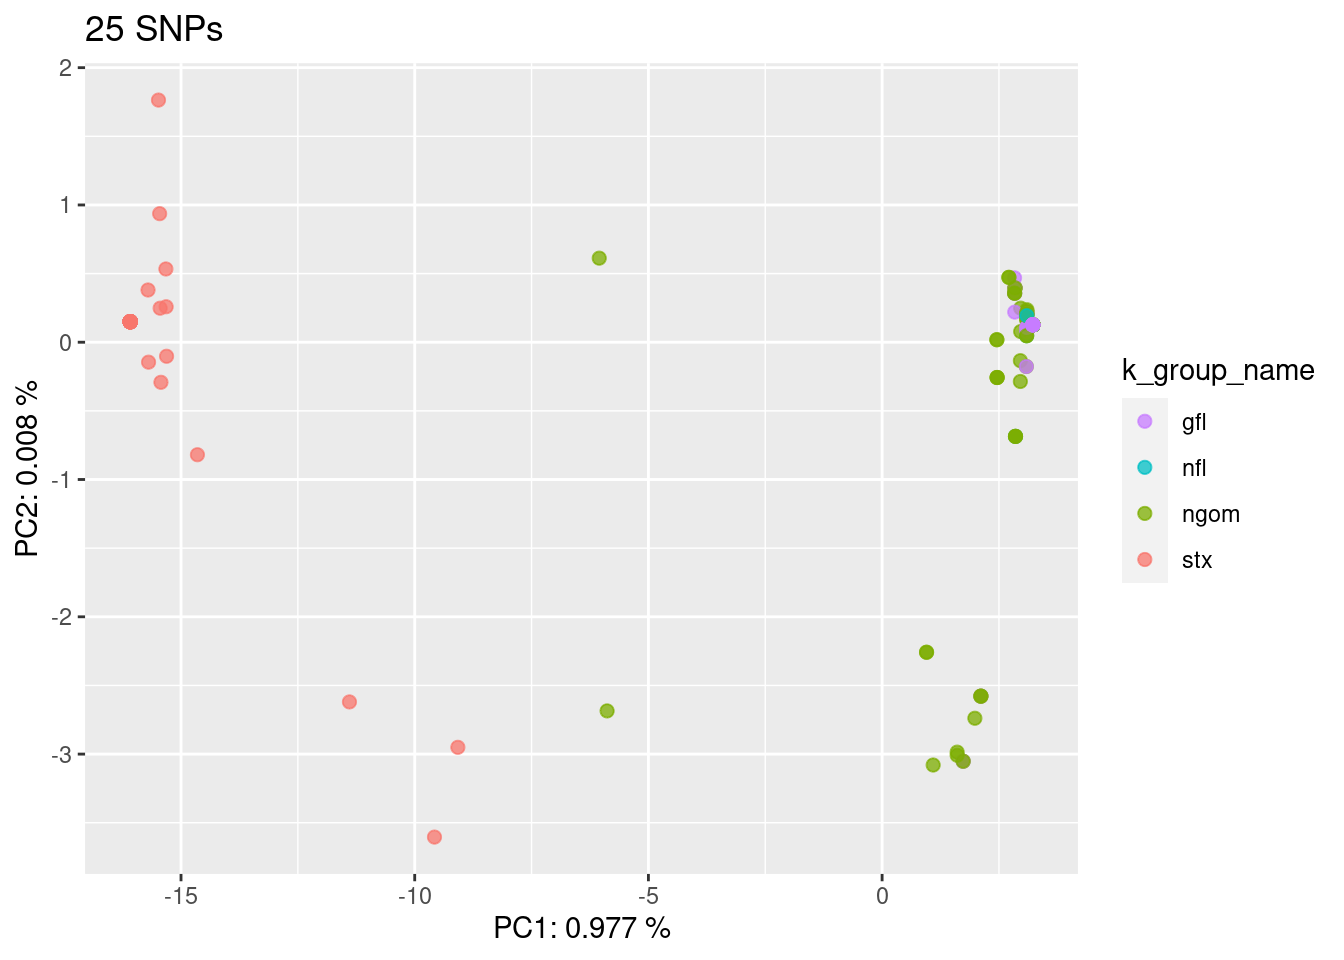 25 SNPs
2
1
0
-1
-2
-3
PC2: 0.008 %
-15
-10
-5
0
PC1: 0.977 %
k_group_name
gfl
nfl
ngom
stx